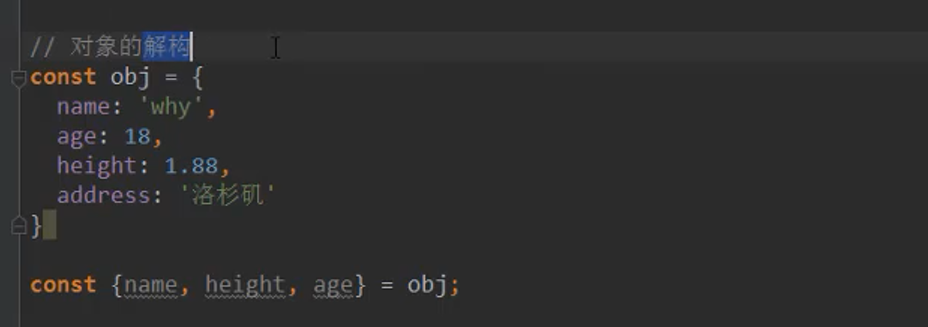 // 对象的解构
const obj = {
  name: 'why',
  age: 18,
  height: 1.88,
  address: '洛杉矶'
}
const {name, height, age} = obj;